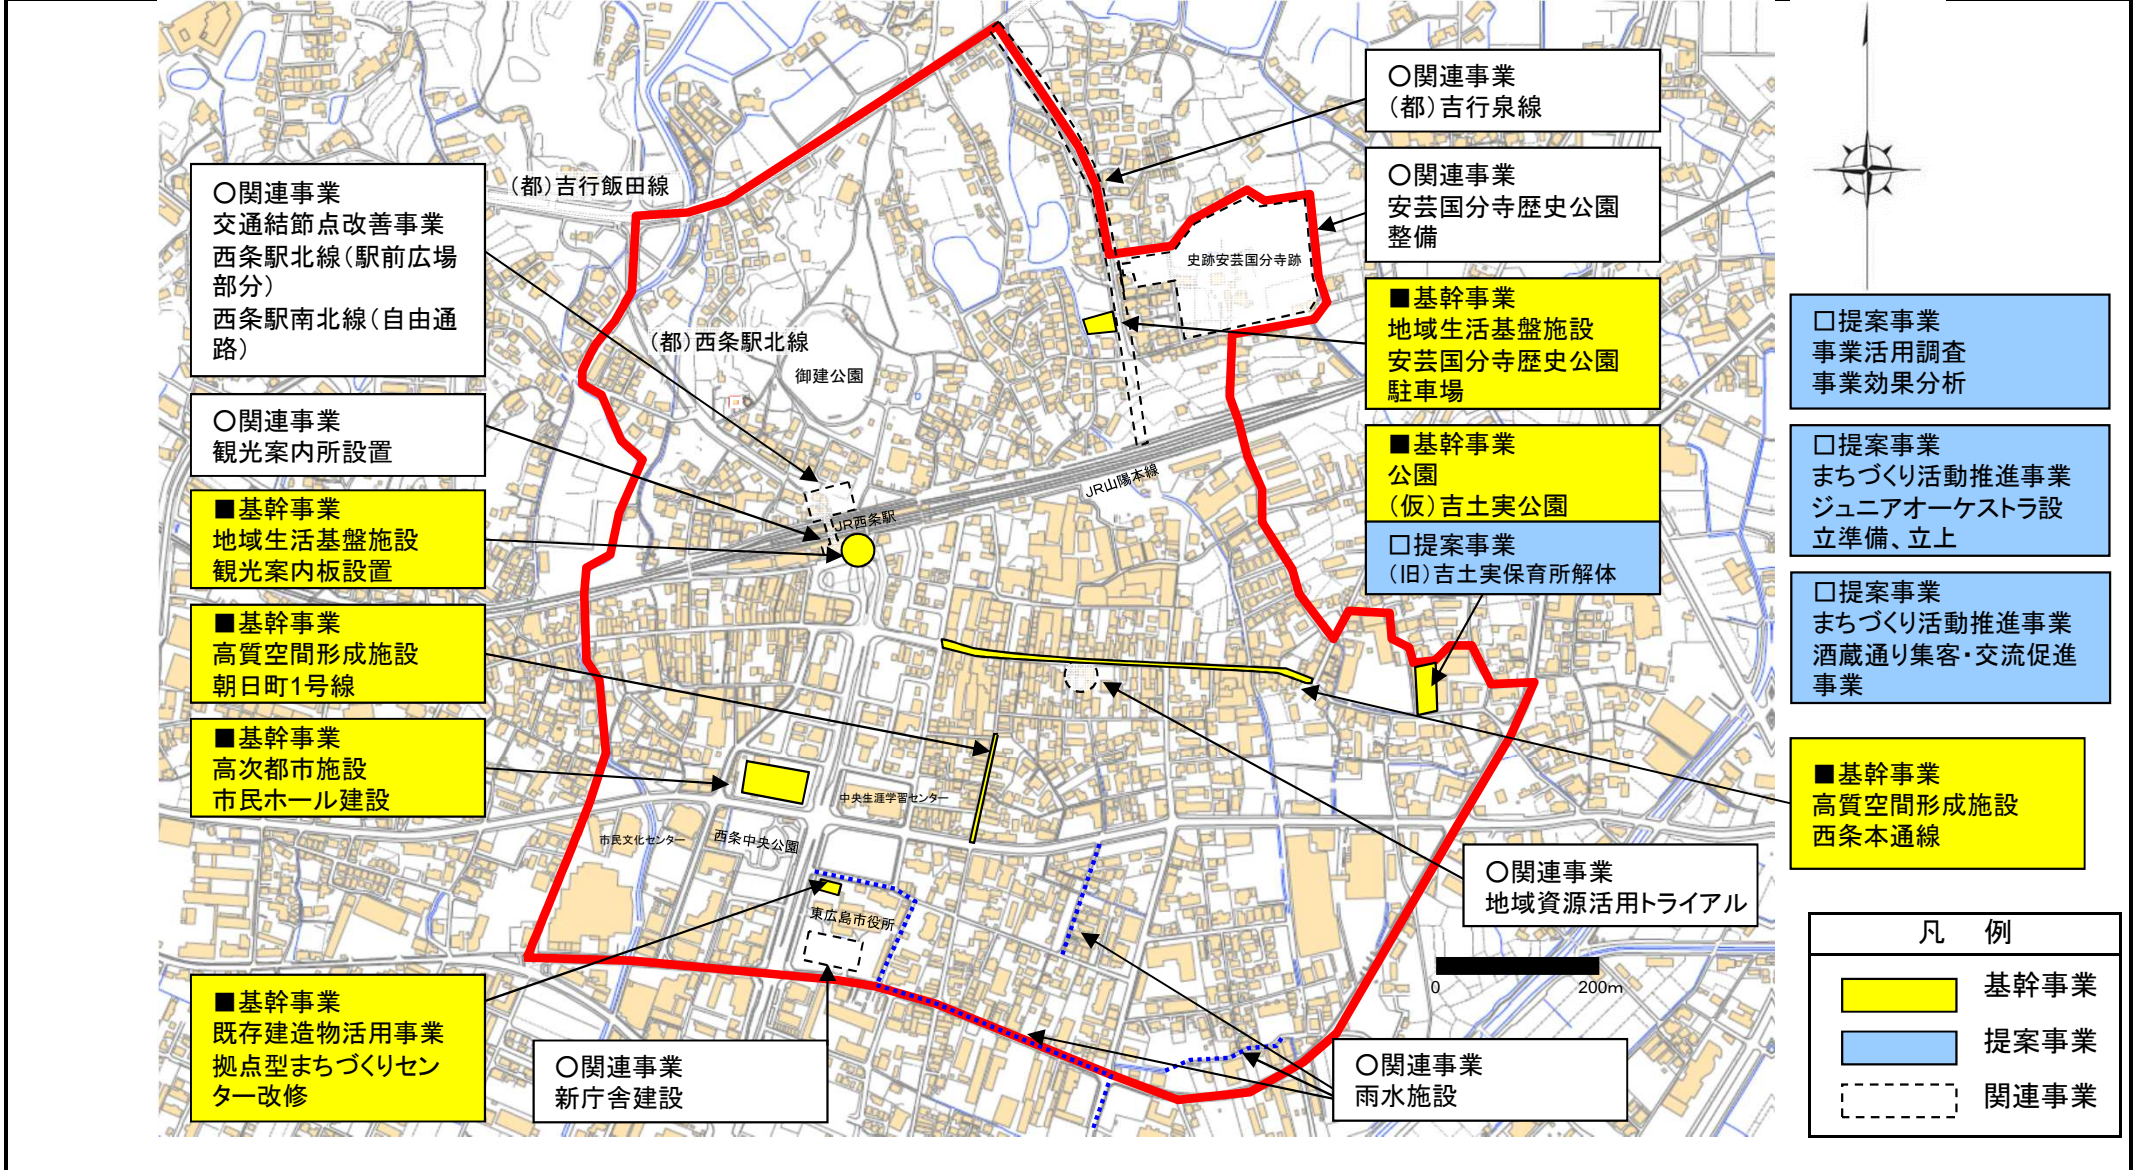 〇関連事業
交通結節点改善事業
西条駅北線（駅前広場
部分）
西条駅南北線（自由通
路）
〇関連事業
観光案内所設置
■基幹事業
地域生活基盤施設
観光案内板設置
■基幹事業
高質空間形成施設
朝日町1号線
■基幹事業
高次都市施設
市民ホール建設
■基幹事業
既存建造物活用事業
拠点型まちづくりセン
ター改修
〇関連事業
新庁舎建設
（都）吉行飯田線
（都）西条駅北線
御建公園
史跡安芸国分寺跡
JR西条駅
JR山陽本線
中央生涯学習センター
市民文化センター
西条中央公園
東広島市役所
〇関連事業
（都）吉行泉線
〇関連事業
安芸国分寺歴史公園
整備
■基幹事業
地域生活基盤施設
安芸国分寺歴史公園
駐車場
■基幹事業
公園
（仮）吉土実公園
□提案事業
（旧）吉土実保育所解体
〇関連事業
地域資源活用トライアル
0 200m
〇関連事業
雨水施設
□提案事業
事業活用調査
事業効果分析
□提案事業
まちづくり活動推進事業
ジュニアオーケストラ設
立準備、立上
□提案事業
まちづくり活動推進事業
酒蔵通り集客・交流促進
事業
■基幹事業
高質空間形成施設
西条本通線
凡 例
基幹事業
提案事業
関連事業